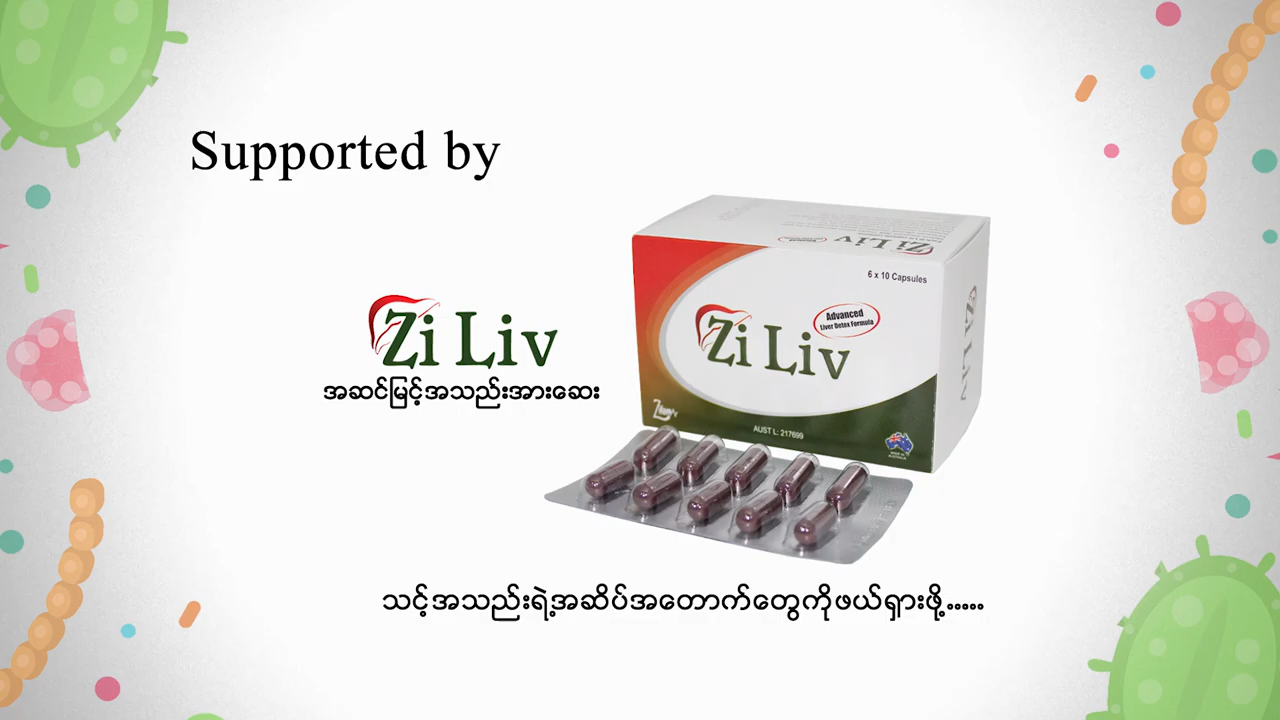 Supported by
Zi Liv
အဆင်မြင့်အသည်းအားဆေး
6 x 10 Capsules
Zi Liv
Advanced
Liver Detox Formula
AUST L: 217699
Zi Liv
Zi Liv
သင့်အသည်းရဲ့အဆိပ်အတောက်တွေကိုဖယ်ရှားဖို့.....